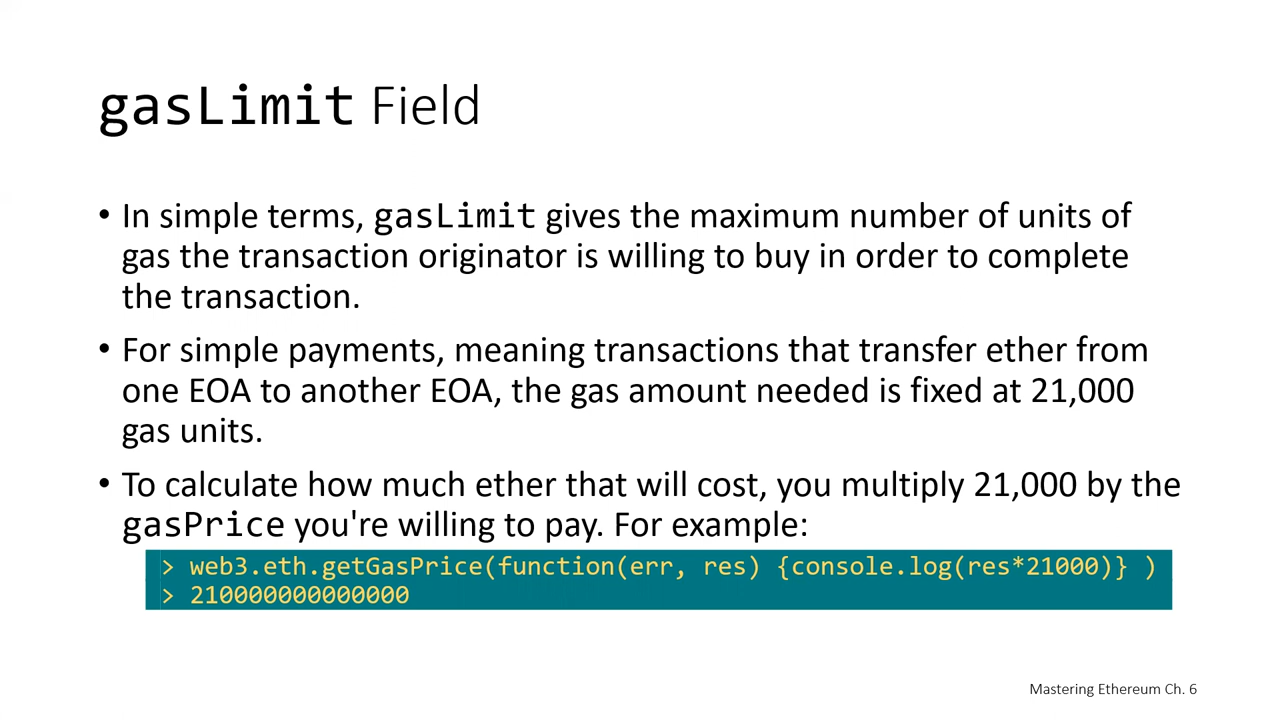 gasLimit Field
• In simple terms, gasLimit gives the maximum number of units of
gas the transaction originator is willing to buy in order to complete
the transaction.
• For simple payments, meaning transactions that transfer ether from
one EOA to another EOA, the gas amount needed is fixed at 21,000
gas units.
• To calculate how much ether that will cost, you multiply 21,000 by the
gasPrice you're willing to pay. For example:
> web3.eth.getGasPrice(function(err, res) {console.log(res*21000)} )
> 210000000000000
Mastering Ethereum Ch. 6